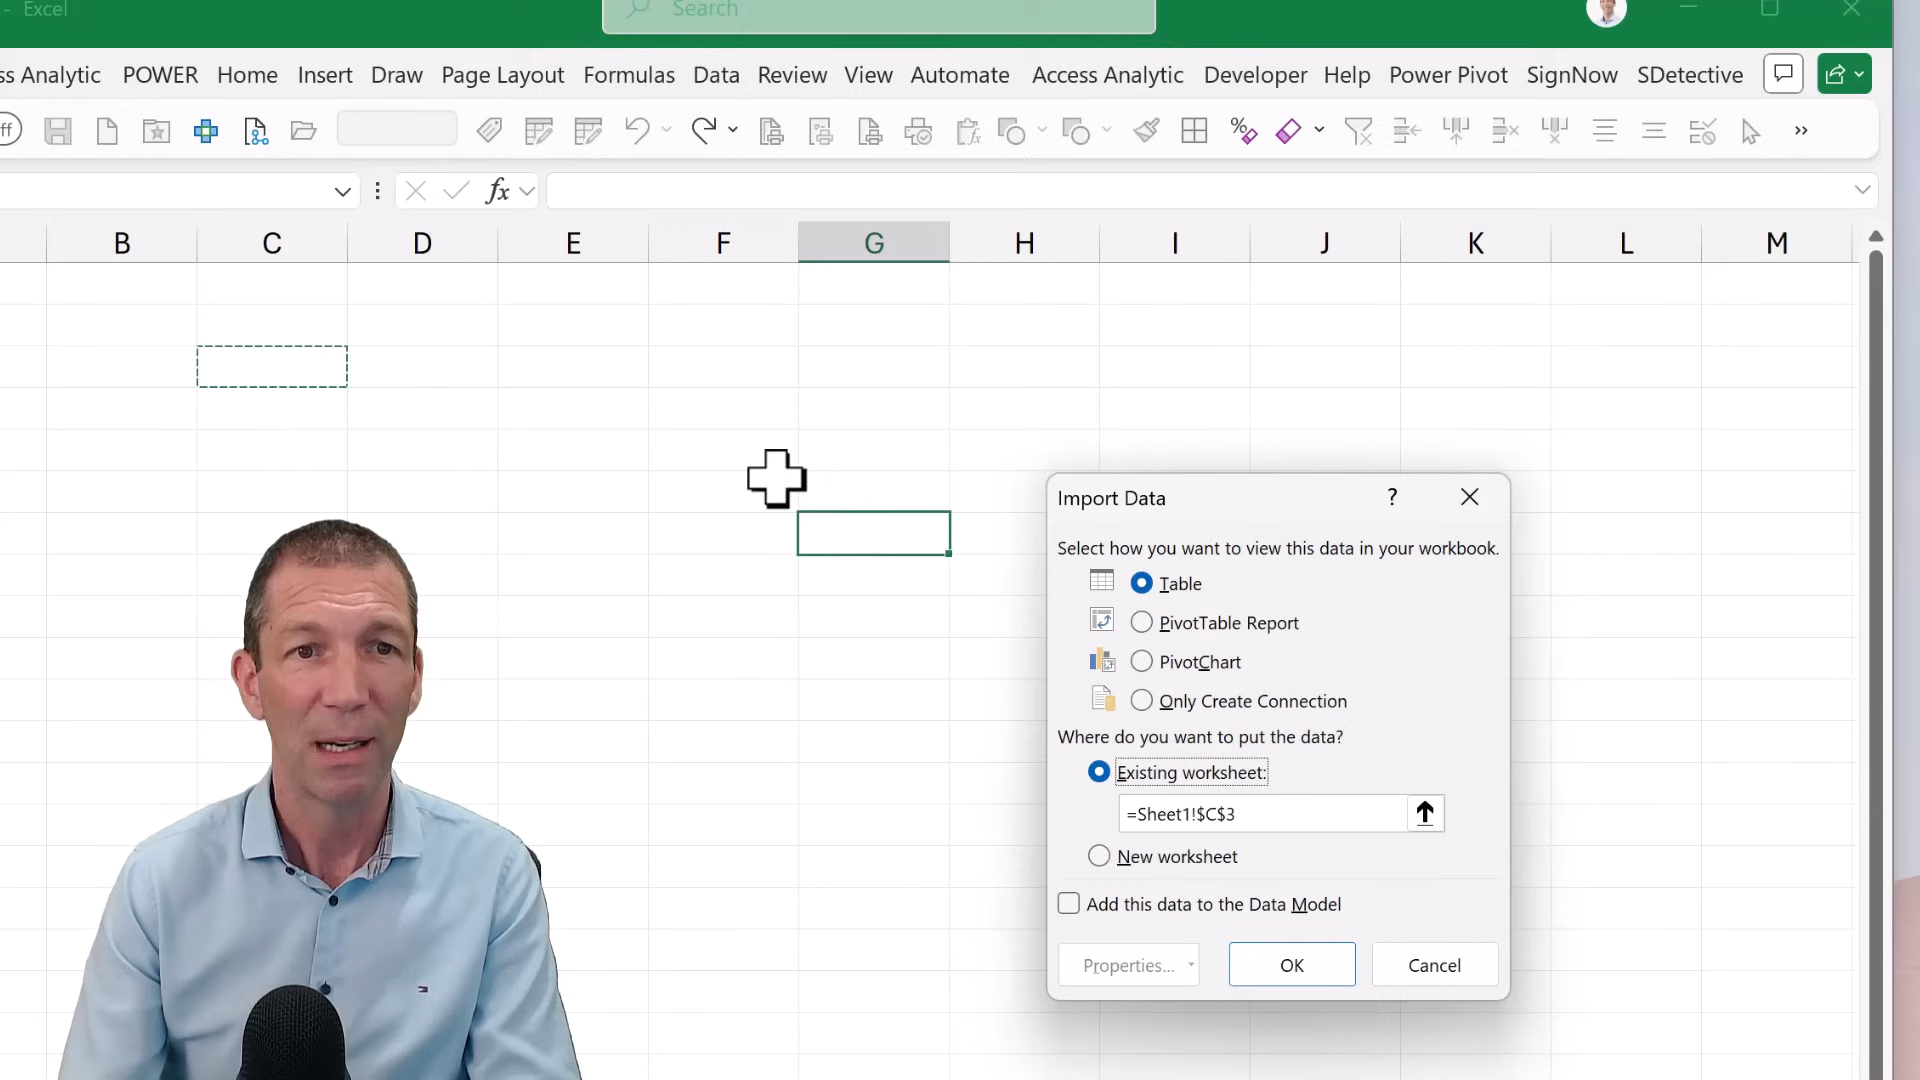 - Excel
Search
ss Analytic POWER Home Insert Draw Page Layout Formulas Data Review View Automate Access Analytic Developer Help Power Pivot SignNow SDetective
ff
fx
B C D E F G H I J K L M
Import Data ?
Select how you want to view this data in your workbook.
Table
PivotTable Report
PivotChart
Only Create Connection
Where do you want to put the data?
Existing worksheet:
=Sheet1!$C$3
New worksheet
Add this data to the Data Model
Properties... OK Cancel